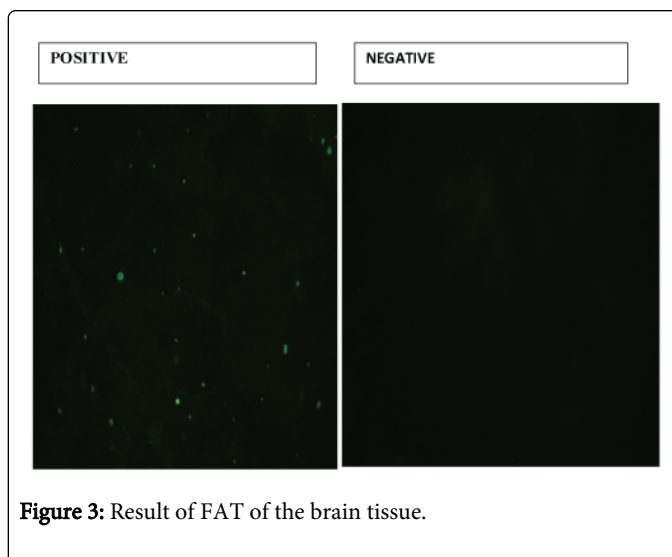 POSITIVE
NEGATIVE
Figure 3: Result of FAT of the brain tissue.